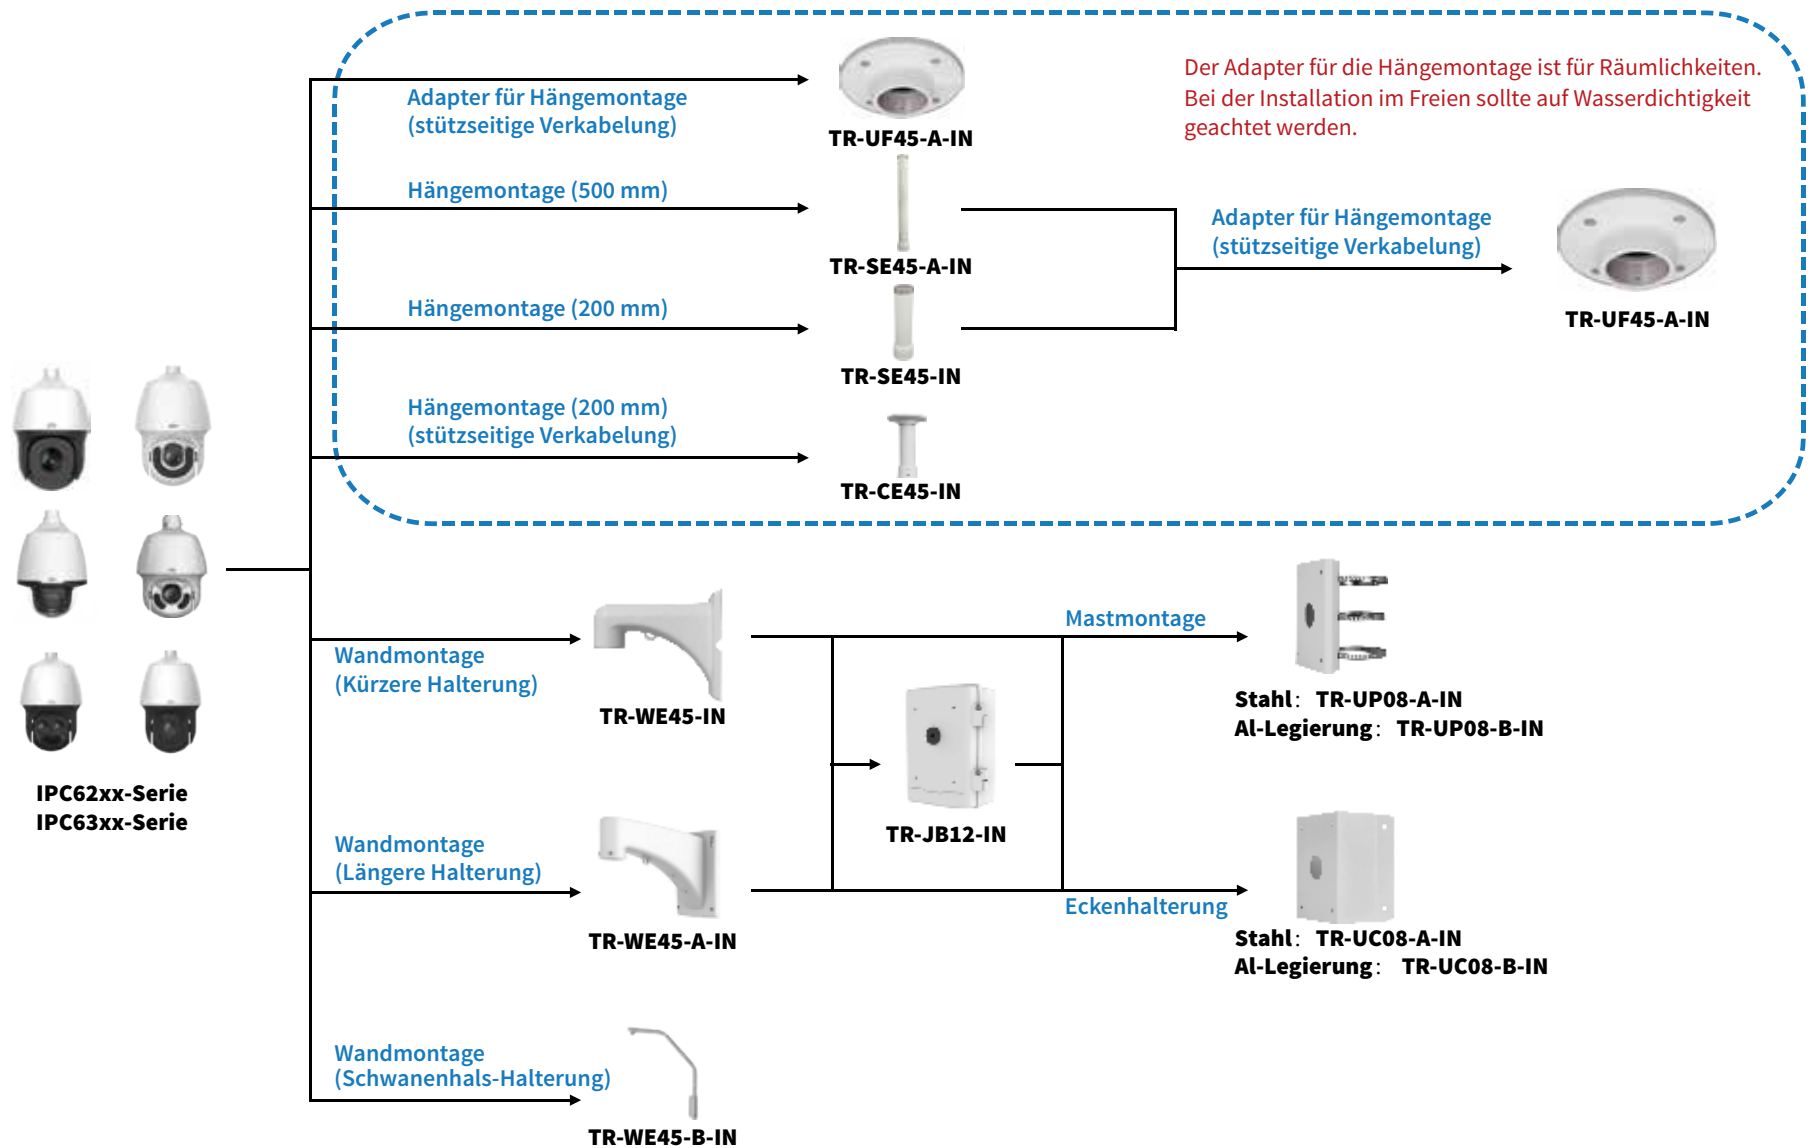 Adapter für Hängemontage
(stützseitige Verkabelung)
TR-UF45-A-IN
Der Adapter für die Hängemontage ist für Räumlichkeiten.
Bei der Installation im Freien sollte auf Wasserdichtigkeit
geachtet werden.
Hängemontage (500 mm)
TR-SE45-A-IN
Adapter für Hängemontage
(stützseitige Verkabelung)
TR-UF45-A-IN
Hängemontage (200 mm)
TR-SE45-IN
Hängemontage (200 mm)
(stützseitige Verkabelung)
TR-CE45-IN
IPC62xx-Serie
IPC63xx-Serie
Wandmontage
(Kürzere Halterung)
TR-WE45-IN
Mastmontage
Stahl： TR-UP08-A-IN
Al-Legierung： TR-UP08-B-IN
TR-JB12-IN
Wandmontage
(Längere Halterung)
TR-WE45-A-IN
Eckenhalterung
Stahl： TR-UC08-A-IN
Al-Legierung： TR-UC08-B-IN
Wandmontage
(Schwanenhals-Halterung)
TR-WE45-B-IN